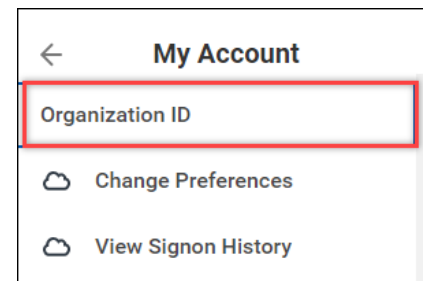 My Account
Organization ID
Change Preferences
View Signon History